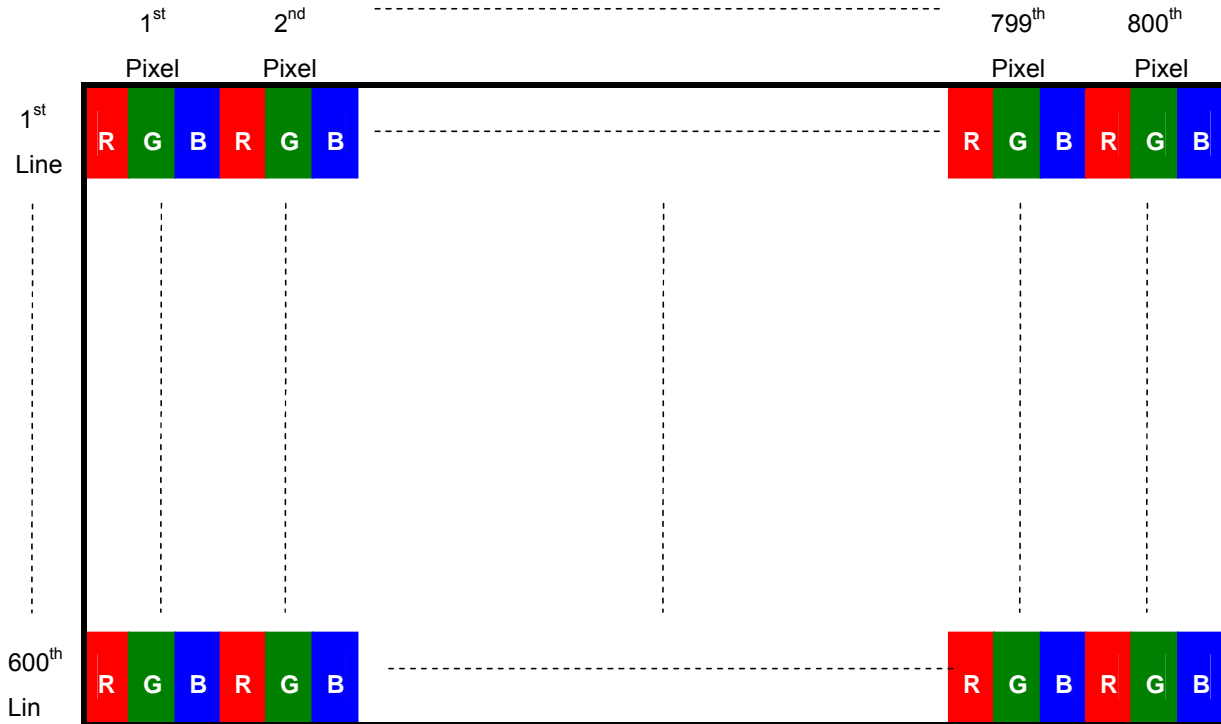 1st 2nd 799th 800th
Pixel Pixel Pixel Pixel
1st
Line
R G B R G B R G B R G B
600th
Lin
R G B R G B R G B R G B